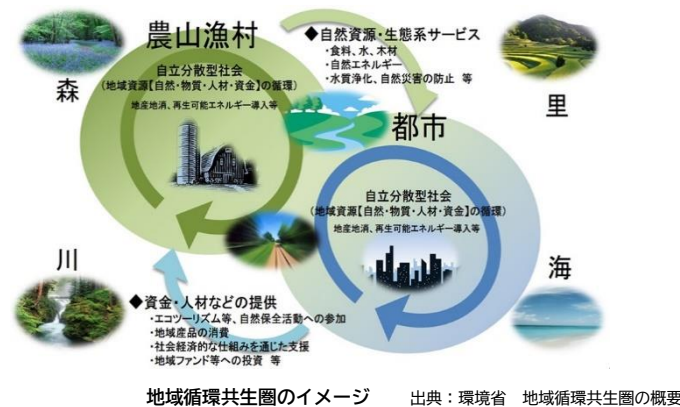 農山漁村
自立分散型社会
(地域資源【自然・物質・人材・資金】の循環)
地産地消、再生可能エネルギー導入等
◆自然資源・生態系サービス
・食料、水、木材
・自然エネルギー
・水質浄化、自然災害の防止 等
森
里
都市
自立分散型社会
(地域資源【自然・物質・人材・資金】の循環)
地産地消、再生可能エネルギー導入等
川
海
◆資金・人材などの提供
・エコツーリズム等、自然保全活動への参加
・地域産品の消費
・社会経済的な仕組みを通じた支援
・地域ファンド等への投資 等
地域循環共生圏のイメージ 出典：環境省 地域循環共生圏の概要